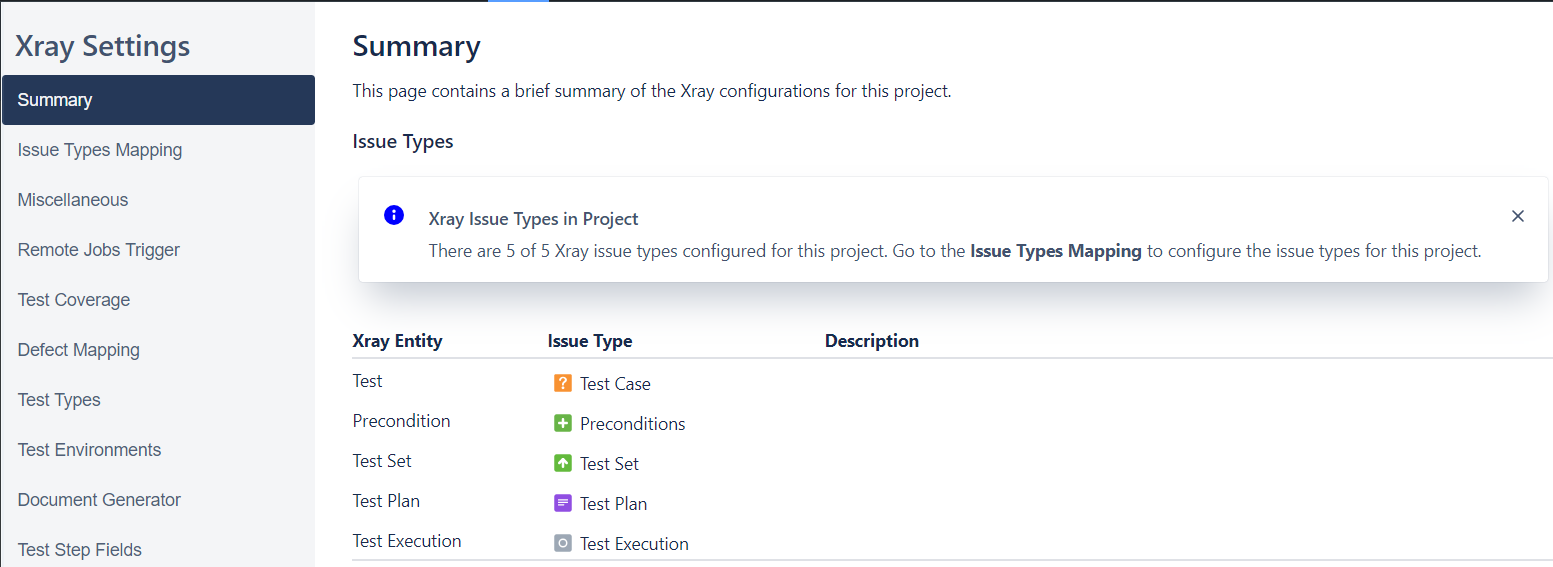 Xray Settings
Summary
Issue Types Mapping
Miscellaneous
Remote Jobs Trigger
Test Coverage
Defect Mapping
Test Types
Test Environments
Document Generator
Test Step Fields
Summary
This page contains a brief summary of the Xray configurations for this project.
Issue Types
Xray Issue Types in Project
There are 5 of 5 Xray issue types configured for this project. Go to the Issue Types Mapping to configure the issue types for this project.
Xray Entity Issue Type Description
Test Test Case
Precondition Preconditions
Test Set Test Set
Test Plan Test Plan
Test Execution Test Execution